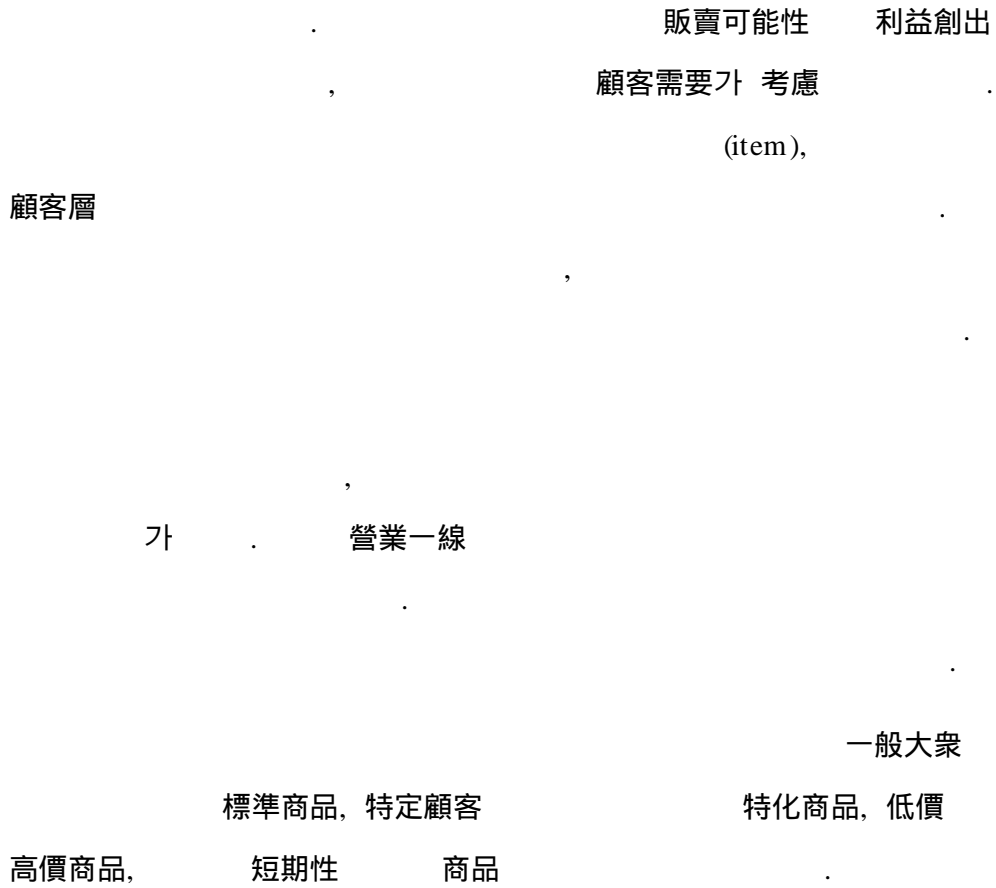 . 販賣可能性 利益創出
, 顧客需要가 考慮 .
(item),
顧客層 .
,
.
,
가 . 營業一線
.
.
一般大衆
標準商品, 特定顧客 特化商品, 低價
高價商品, 短期性 商品 .